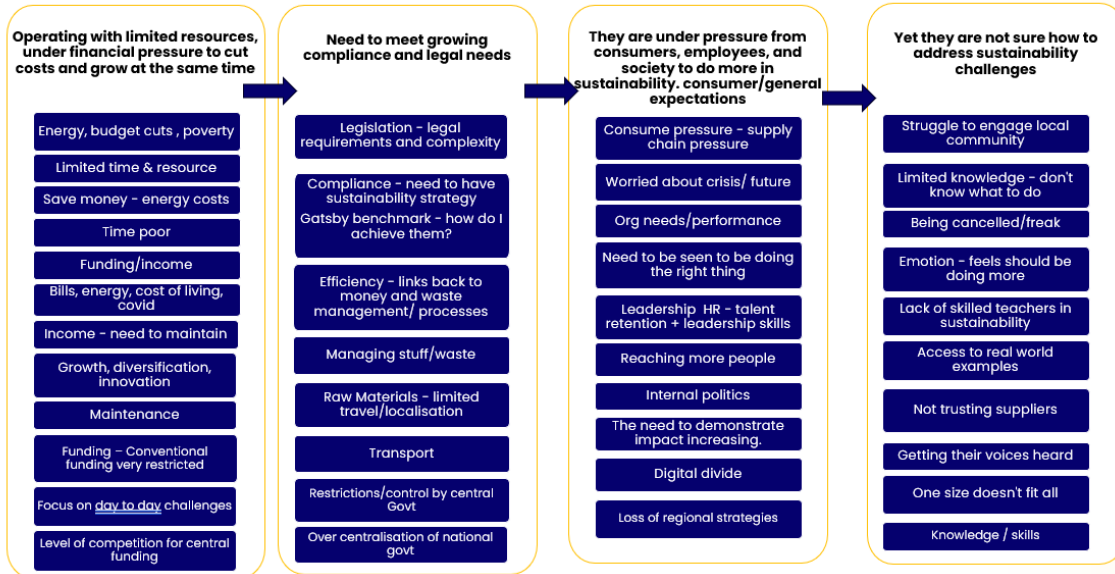 Operating with limited resources,
under financial pressure to cut
costs and grow at the same time
Energy, budget cuts , poverty
Limited time & resource
Save money - energy costs
Time poor
Funding/income
Bills, energy, cost of living,
covid
Income - need to maintain
Growth, diversification,
innovation
Maintenance
Funding – Conventional
funding very restricted
Focus on day to day challenges
Level of competition for central
funding
Need to meet growing
compliance and legal needs
Legislation - legal
requirements and complexity
Compliance - need to have
sustainability strategy
Gatsby benchmark - how do I
achieve them?
Efficiency - links back to
money and waste
management/ processes
Managing stuff/waste
Raw Materials - limited
travel/localisation
Transport
Restrictions/control by central
Govt
Over centralisation of national
govt
They are under pressure from
consumers, employees, and
society to do more in
sustainability. consumer/general
expectations
Consume pressure - supply
chain pressure
Worried about crisis/ future
Org needs/performance
Need to be seen to be doing
the right thing
Leadership HR - talent
retention + leadership skills
Reaching more people
Internal politics
The need to demonstrate
impact increasing.
Digital divide
Loss of regional strategies
Yet they are not sure how to
address sustainability
challenges
Struggle to engage local
community
Limited knowledge - don't
know what to do
Being cancelled/freak
Emotion - feels should be
doing more
Lack of skilled teachers in
sustainability
Access to real world
examples
Not trusting suppliers
Getting their voices heard
One size doesn't fit all
Knowledge / skills